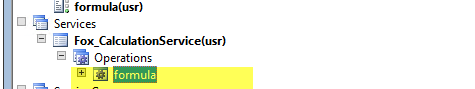 formula(usr)
Services
Fox_CalculationService(usr)
Operations
formula